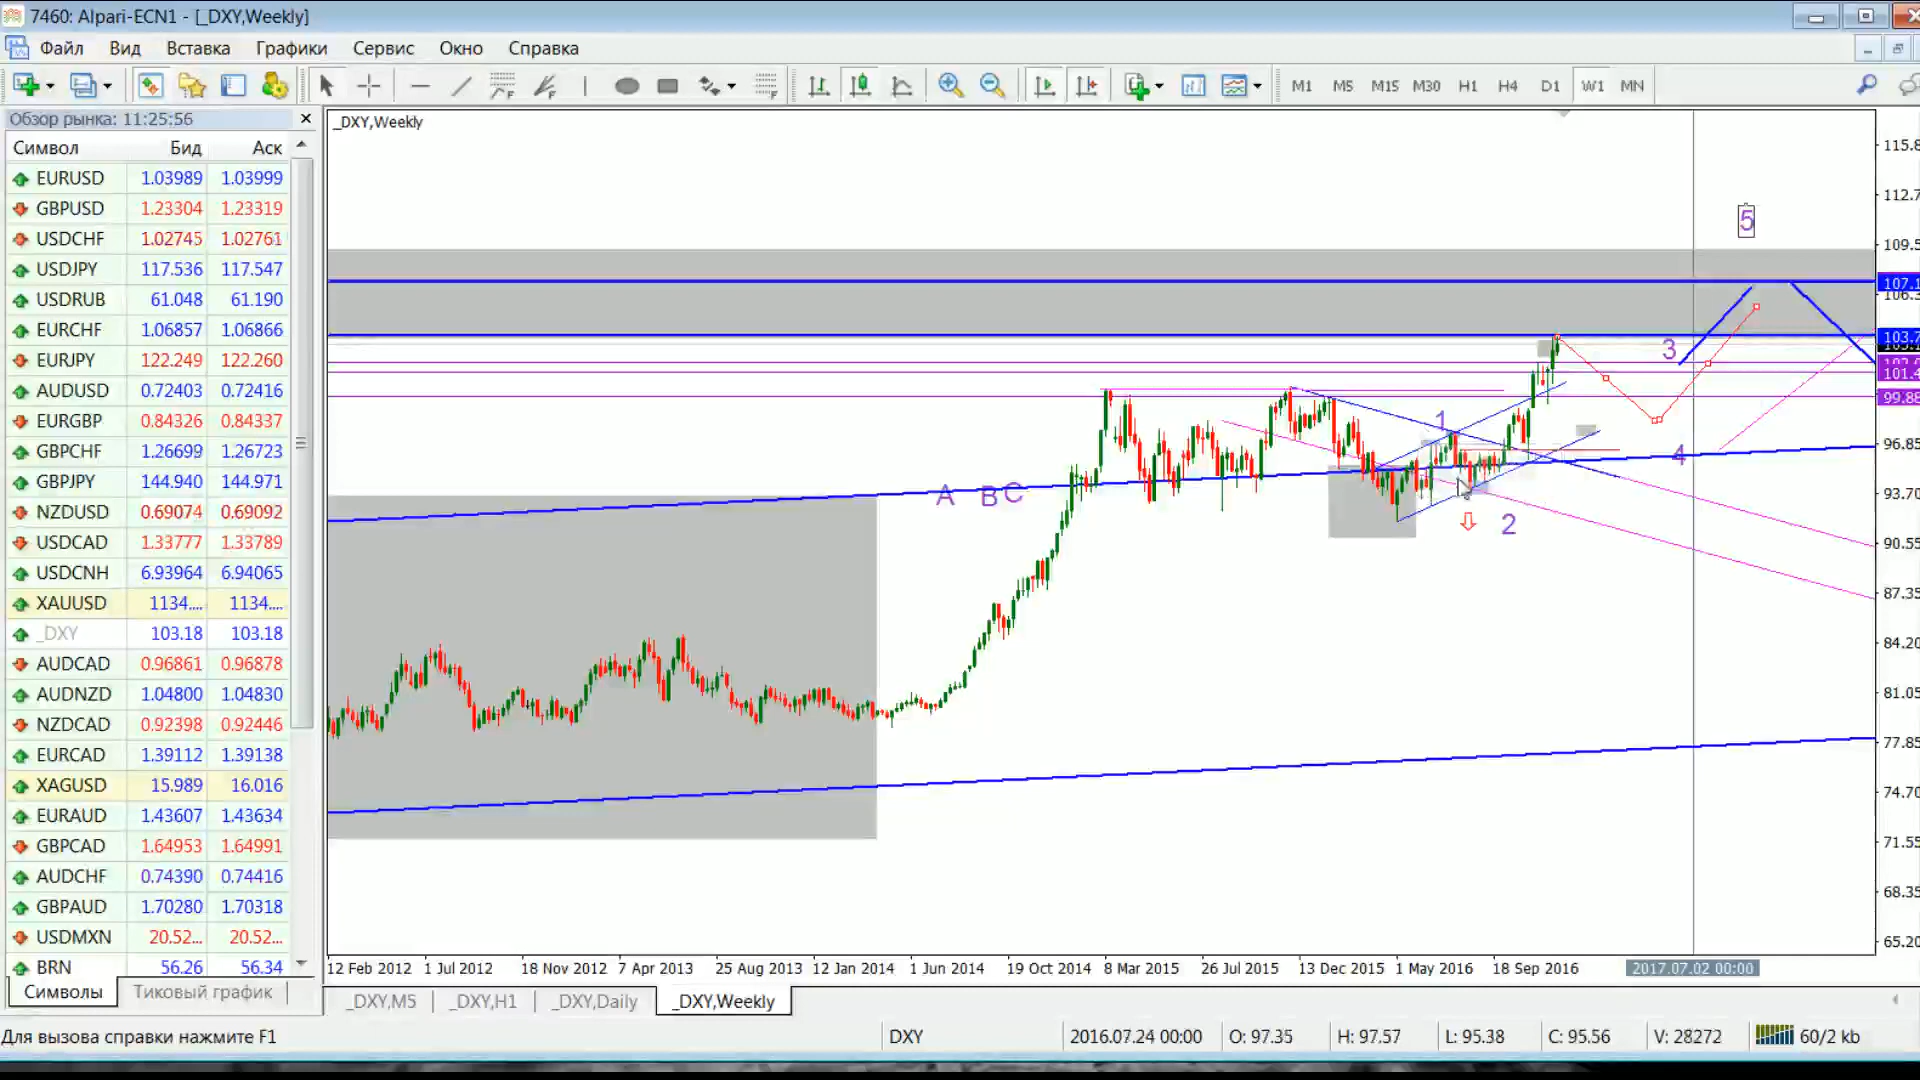 7460: Alpari-ECN1 - [_DXY,Weekly]
Файл Вид Вставка Графики Сервис Окно Справка
M1 M5 M15 M30 H1 H4 D1 W1 MN
Обзор рынка: 11:25:56
Символ Бид Аск
EURUSD 1.03989 1.03999
GBPUSD 1.23304 1.23319
USDCHF 1.02745 1.02761
USDJPY 117.536 117.547
USDRUB 61.048 61.190
EURCHF 1.06857 1.06866
EURJPY 122.249 122.260
AUDUSD 0.72403 0.72416
EURGBP 0.84326 0.84337
GBPCHF 1.26699 1.26723
GBPJPY 144.940 144.971
NZDUSD 0.69074 0.69092
USDCAD 1.33777 1.33789
USDCNH 6.93964 6.94065
XAUUSD 1134.... 1134....
_DXY 103.18 103.18
AUDCAD 0.96861 0.96878
AUDNZD 1.04800 1.04830
NZDCAD 0.92398 0.92446
EURCAD 1.39112 1.39138
XAGUSD 15.989 16.016
EURAUD 1.43607 1.43634
GBPCAD 1.64953 1.64991
AUDCHF 0.74390 0.74416
GBPAUD 1.70280 1.70318
USDMXN 20.52... 20.52...
BRN 56.26 56.34
Символы Тиковый график
_DXY,Weekly
5
3
1
4
A B C
2
115.8
112.7
109.5
107.1
106.3
103.7
101.4
99.88
96.85
93.70
90.55
87.35
84.20
81.05
77.85
74.70
71.55
68.35
65.20
12 Feb 2012 1 Jul 2012 18 Nov 2012 7 Apr 2013 25 Aug 2013 12 Jan 2014 1 Jun 2014 19 Oct 2014 8 Mar 2015 26 Jul 2015 13 Dec 2015 1 May 2016 18 Sep 2016 2017.07.02 00:00
_DXY,M5 _DXY,H1 _DXY,Daily _DXY,Weekly
Для вызова справки нажмите F1 DXY 2016.07.24 00:00 O: 97.35 H: 97.57 L: 95.38 C: 95.56 V: 28272 60/2 kb